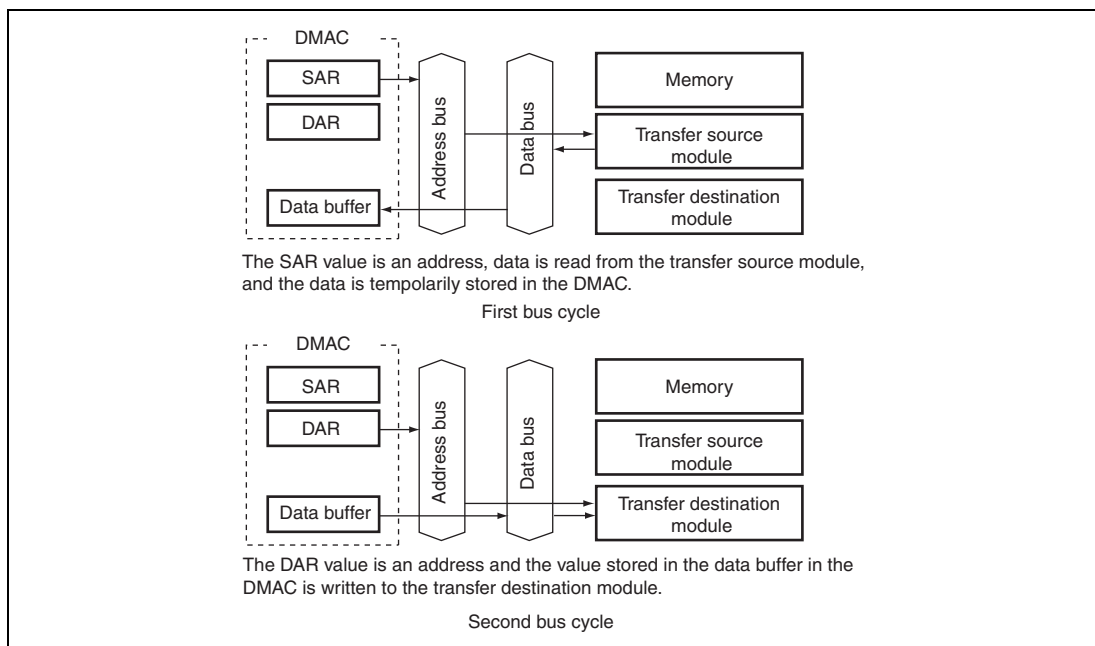 DMAC
SAR
DAR
Data buffer
Address bus
Data bus
Memory
Transfer source
module
Transfer destination
module
The SAR value is an address, data is read from the transfer source module,
and the data is tempolarily stored in the DMAC.
First bus cycle
DMAC
SAR
DAR
Data buffer
Address bus
Data bus
Memory
Transfer source
module
Transfer destination
module
The DAR value is an address and the value stored in the data buffer in the
DMAC is written to the transfer destination module.
Second bus cycle